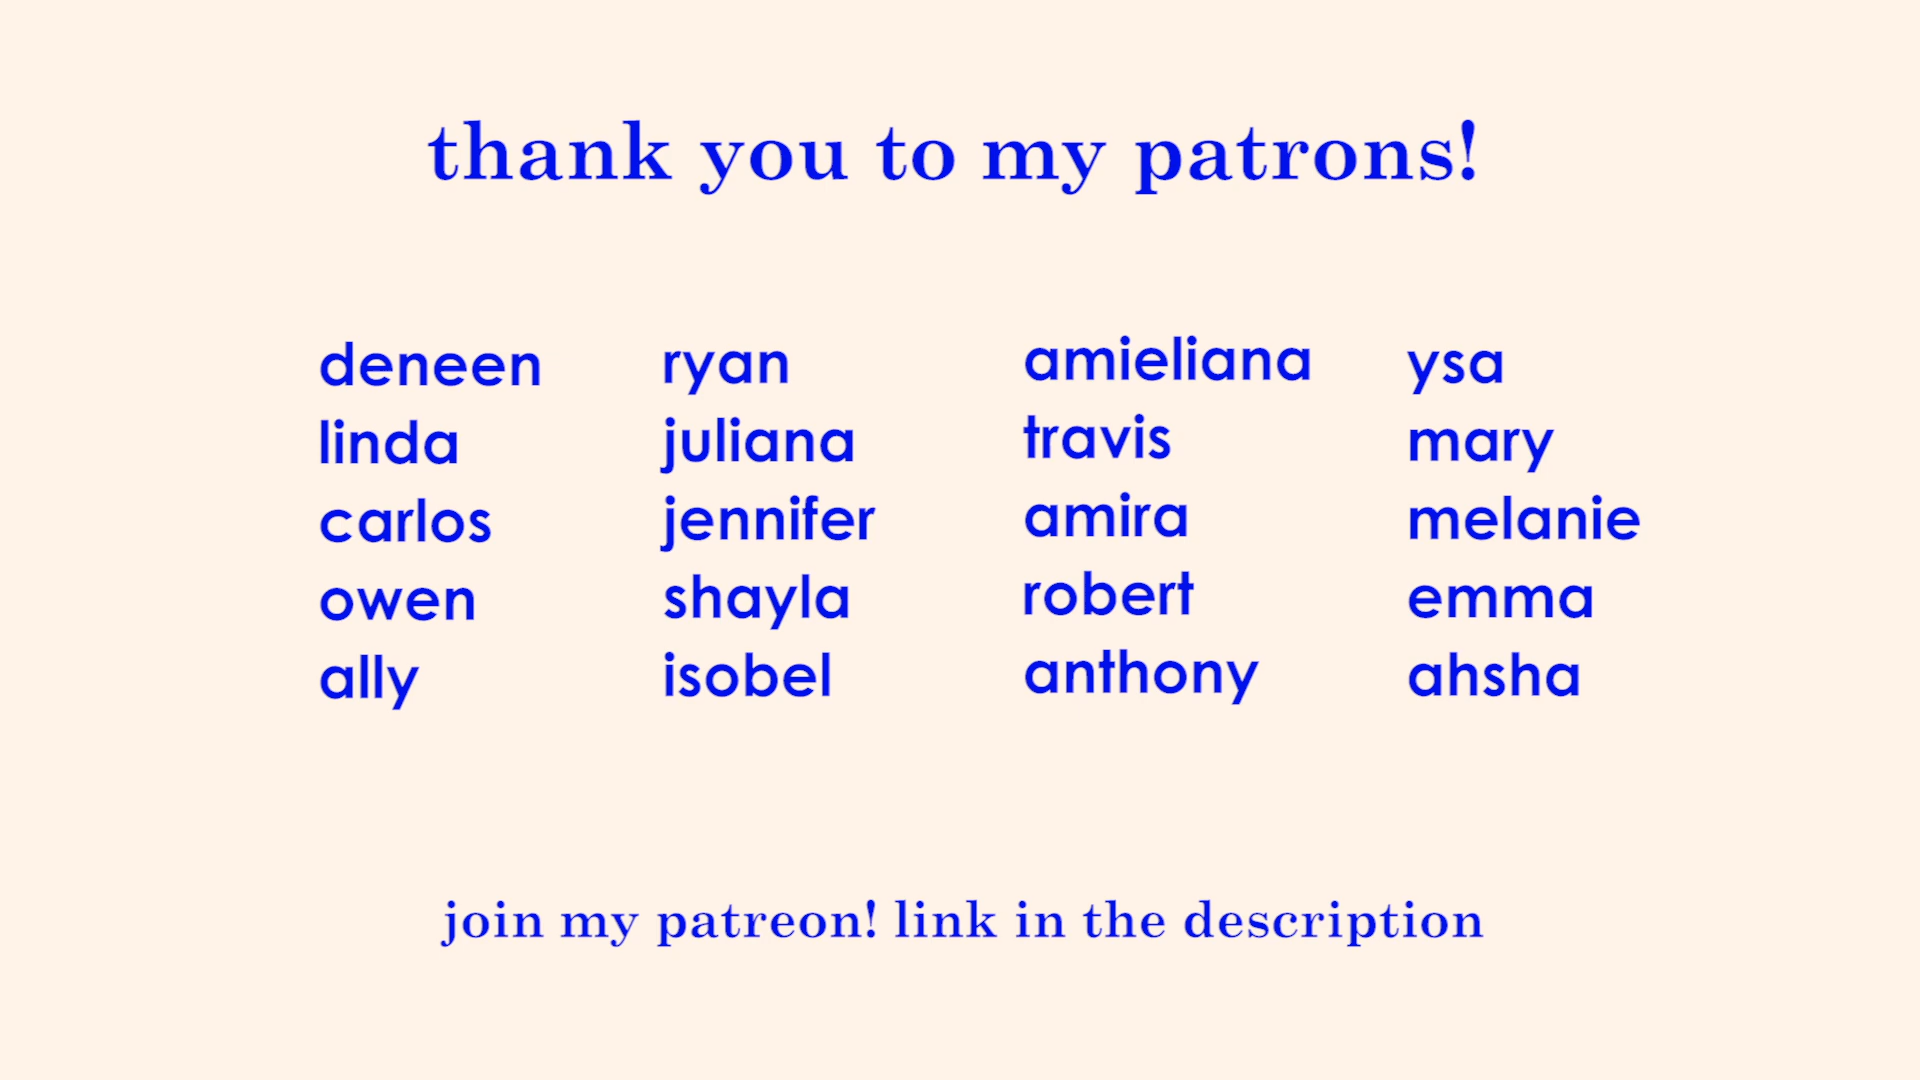 thank you to my patrons!
deneen
linda
carlos
owen
ally
ryan
juliana
jennifer
shayla
isobel
amieliana
travis
amira
robert
anthony
ysa
mary
melanie
emma
ahsha
join my patreon! link in the description